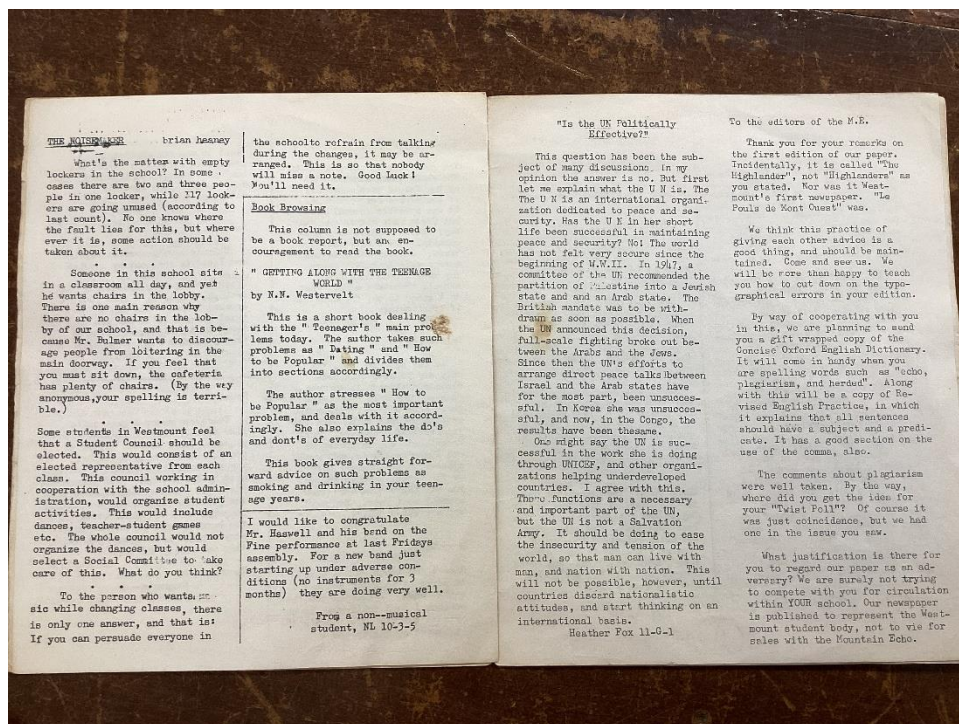 THE NOISEMAKER brian heaney
What's the matter with empty
lockers in the school? In some
cases there are two and three peo-
ple in one locker, while 317 lock-
ers are going unused (according to
last count). No one knows where
the fault lies for this, but where
ever it is, some action should be
taken about it.
Someone in this school sits
in a classroom all day, and yet
he wants chairs in the lobby.
There is one main reason why
there are no chairs in the lob-
by of our school, and that is be-
cause Mr. Bulmer wants to discour-
age people from loitering in the
main doorway. If you feel that
you must sit down, the cafeteria
has plenty of chairs. (By the way
anonymous,your spelling is terri-
ble.)
Some students in Westmount feel
that a Student Council should be
elected. This would consist of an
elected representative from each
class. This council working in
cooperation with the school admin-
istration, would organize student
activities. This would include
dances, teacher-student games
etc. The whole council would not
organize the dances, but would
select a Social Committee to take
care of this. What do you think?
To the person who wants mu-
sic while changing classes, there
is only one answer, and that is:
If you can persuade everyone in
the schoolto refrain from talking
during the changes, it may be ar-
ranged. This is so that nobody
will miss a note. Good Luck!
You'll need it.
Book Browsing
This column is not supposed to
be a book report, but an en-
couragement to read the book.
" GETTING ALONG WITH THE TEENAGE
WORLD "
by N.N. Westervelt
This is a short book dealing
with the " Teenager's " main prob
lems today. The author takes such
problems as " Dating " and " How
to be Popular " and divides them
into sections accordingly.
The author stresses " How to
be Popular " as the most important
problem, and deals with it accord-
ingly. She also explains the do's
and dont's of everyday life.
This book gives straight for-
ward advice on such problems as
smoking and drinking in your teen-
age years.
I would like to congratulate
Mr. Haswell and his band on the
Fine performance at last Fridays
assembly. For a new band just
starting up under adverse con-
ditions (no instruments for 3
months) they are doing very well.
From a non--musical
student, NL 10-3-5
"Is the UN Politically
Effective?"
This question has been the sub-
ject of many discussions. In my
opinion the answer is no. But first
let me explain what the U N is. The
The U N is an international organi-
zation dedicated to peace and se-
curity. Has the U N in her short
life been successful in maintaining
peace and security? No! The world
has not felt very secure since the
beginning of W.W.II. In 1947, a
committee of the UN recommended the
partition of Palestine into a Jewish
state and and an Arab state. The
British mandate was to be with-
drawn as soon as possible. When
the UN announced this decision,
full-scale fighting broke out be-
tween the Arabs and the Jews.
Since then the UN's efforts to
arrange direct peace talks between
Israel and the Arab states have
for the most part, been unsucces-
sful. In Korea she was unsucces-
sful, and now, in the Congo, the
results have been thesame.
One might say the UN is suc-
cessful in the work she is doing
through UNICEF, and other organi-
zations helping underdeveloped
countries. I agree with this.
There functions are a necessary
and important part of the UN,
but the UN is not a Salvation
Army. It should be doing to ease
the insecurity and tension of the
world, so that man can live with
man, and nation with nation. This
will not be possible, however, until
countries discard nationalistic
attitudes, and start thinking on an
international basis.
Heather Fox 11-G-1
To the editors of the M.E.
Thank you for your remarks on
the first edition of our paper.
Incidentally, it is called "The
Highlander", not "Highlanders" as
you stated. Nor was it West-
mount's first newspaper. "Le
Pouls de Mont Ouest" was.
We think this practice of
giving each other advice is a
good thing, and should be main-
tained. Come and see us. We
will be more than happy to teach
you how to cut down on the typo-
graphical errors in your edition.
By way of cooperating with you
in this, we are planning to send
you a gift wrapped copy of the
Concise Oxford English Dictionary.
It will come in handy when you
are spelling words such as "echo,
plagiarism, and herded". Along
with this will be a copy of Re-
vised English Practice, in which
it explains that all sentences
should have a subject and a predi-
cate. It has a good section on the
use of the comma, also.
The comments about plagiarism
were well taken. By the way,
where did you get the idea for
your "Twist Poll"? Of course it
was just coincidence, but we had
one in the issue you saw.
What justification is there for
you to regard our paper as an ad-
versary? We are surely not trying
to compete with you for circulation
within YOUR school. Our newspaper
is published to represent the West-
mount student body, not to vie for
sales with the Mountain Echo.